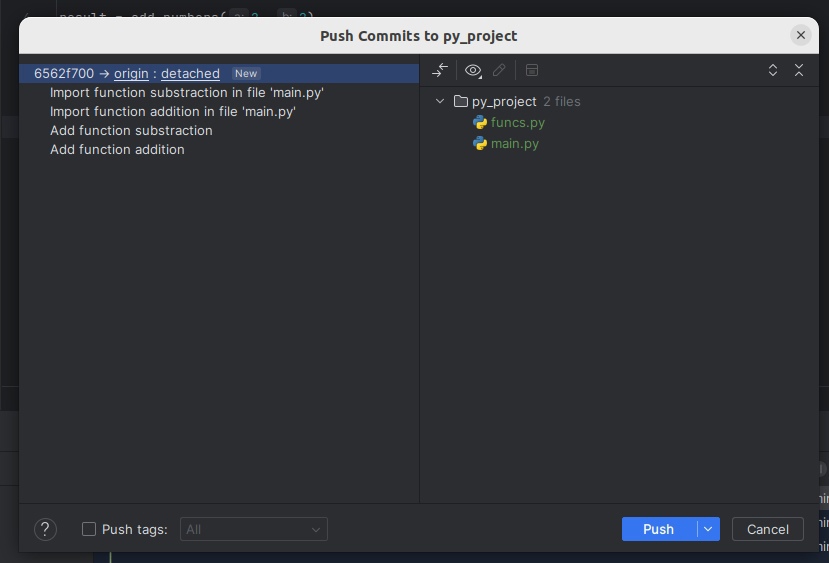 result = add_numbers( a: 2, b: 3)
Push Commits to py_project
6562f700 → origin : detached New
Import function substraction in file 'main.py'
Import function addition in file 'main.py'
Add function substraction
Add function addition
py_project 2 files
funcs.py
main.py
? Push tags: All
Push Cancel